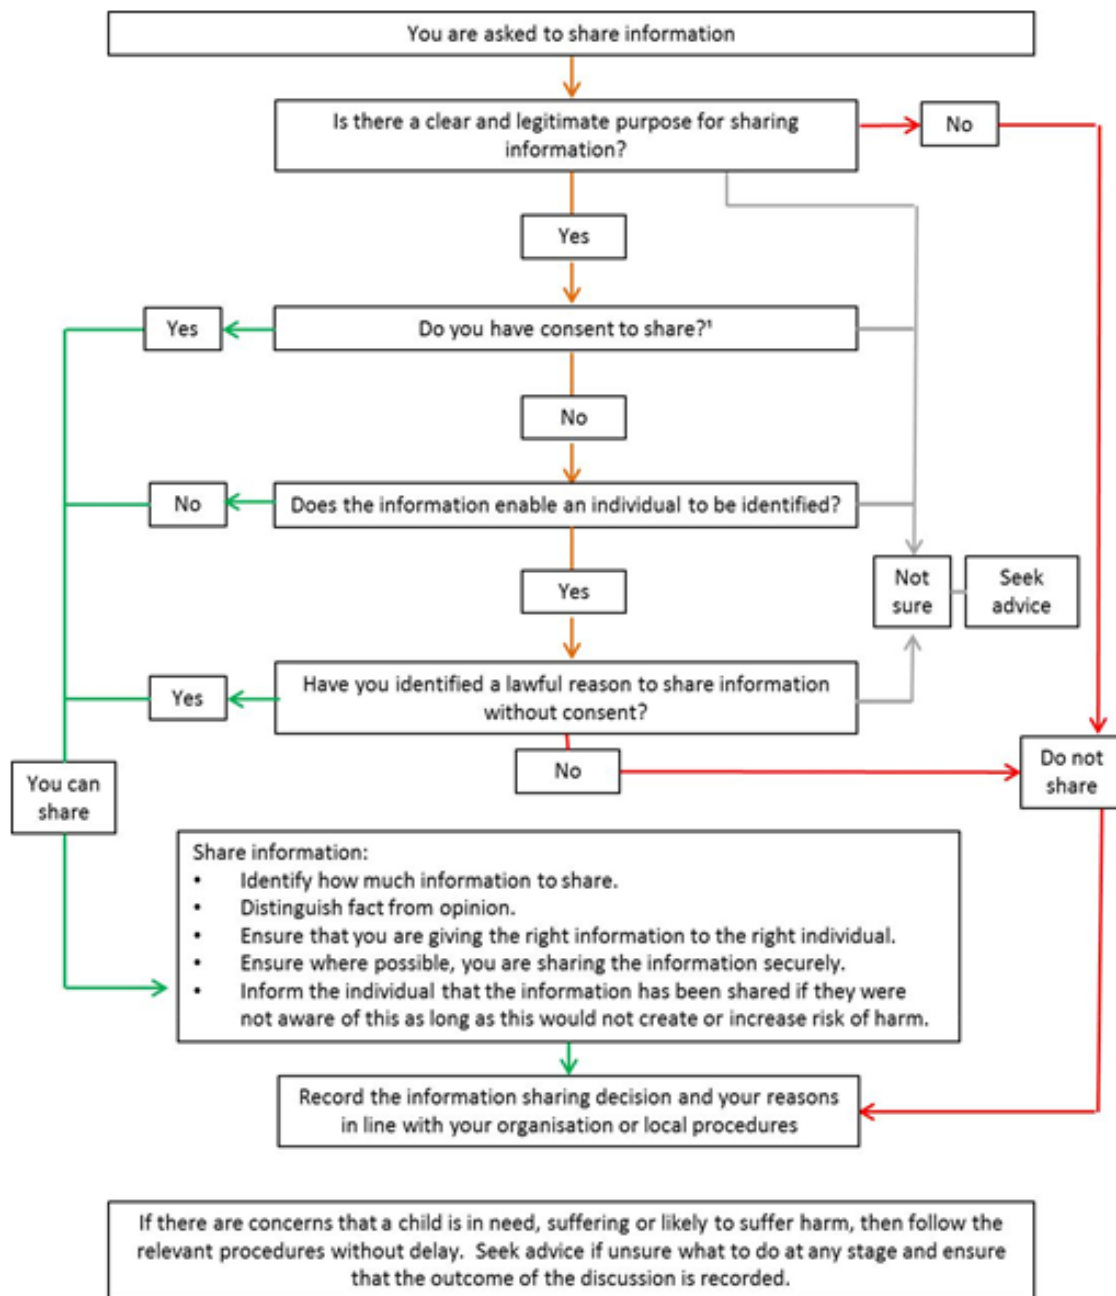 You are asked to share information
Is there a clear and legitimate purpose for sharing
information?
No
Yes
Yes
Do you have consent to share?¹
No
No
Does the information enable an individual to be identified?
Yes
Not
sure
Seek
advice
Yes
Have you identified a lawful reason to share information
without consent?
No
Do not
share
You can
share
Share information:
• Identify how much information to share.
• Distinguish fact from opinion.
• Ensure that you are giving the right information to the right individual.
• Ensure where possible, you are sharing the information securely.
• Inform the individual that the information has been shared if they were
not aware of this as long as this would not create or increase risk of harm.
Record the information sharing decision and your reasons
in line with your organisation or local procedures
If there are concerns that a child is in need, suffering or likely to suffer harm, then follow the
relevant procedures without delay. Seek advice if unsure what to do at any stage and ensure
that the outcome of the discussion is recorded.